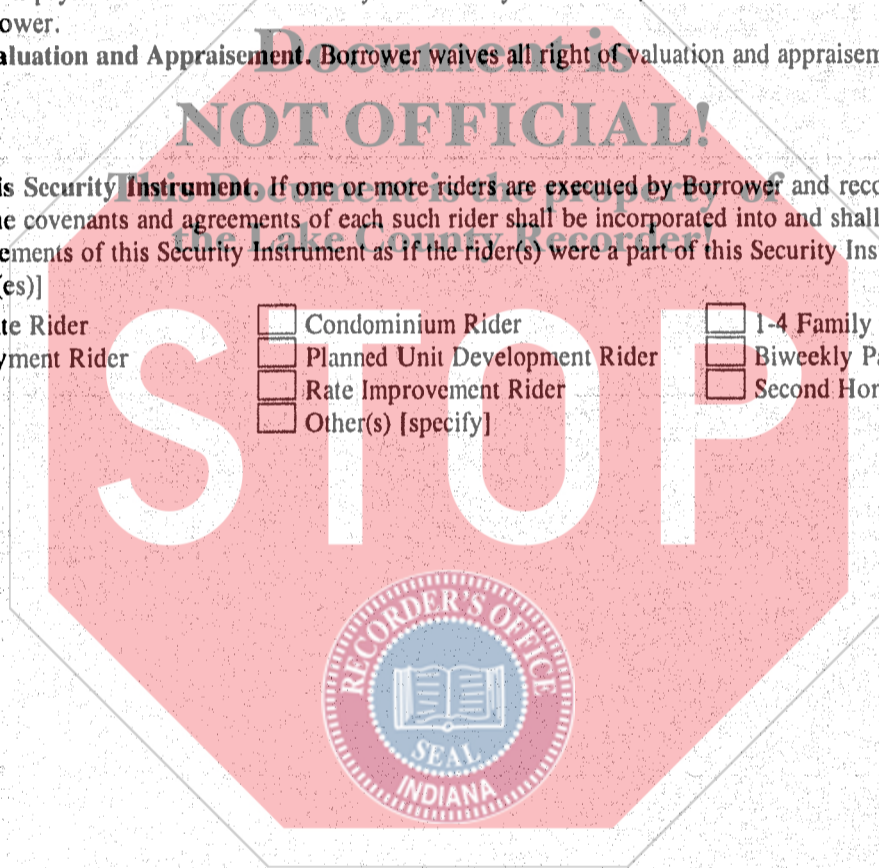 ower.
aluation and Appraisement. Borrower waives all right of valuation and appraisem
Document is
NOT OFFICIAL!
This Document is the property of
the Lake County Recorder!
is Security Instrument. If one or more riders are executed by Borrower and reco
e covenants and agreements of each such rider shall be incorporated into and shall
ements of this Security Instrument as if the rider(s) were a part of this Security Ins
(es)]
te Rider
Condominium Rider
1-4 Family
yment Rider
Planned Unit Development Rider
Biweekly Pa
Rate Improvement Rider
Second Hom
Other(s) [specify]
STOP
RECORDER'S OFFICE
SEAL
INDIANA